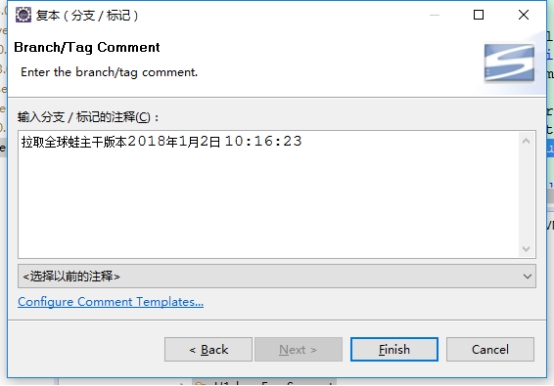 复本（分支 / 标记）
Branch/Tag Comment
Enter the branch/tag comment.
输入分支 / 标记的注释(C)：
拉取全球蛙主干版本2018年1月2日 10:16:23
<选择以前的注释>
Configure Comment Templates...
< Back
Next >
Finish
Cancel